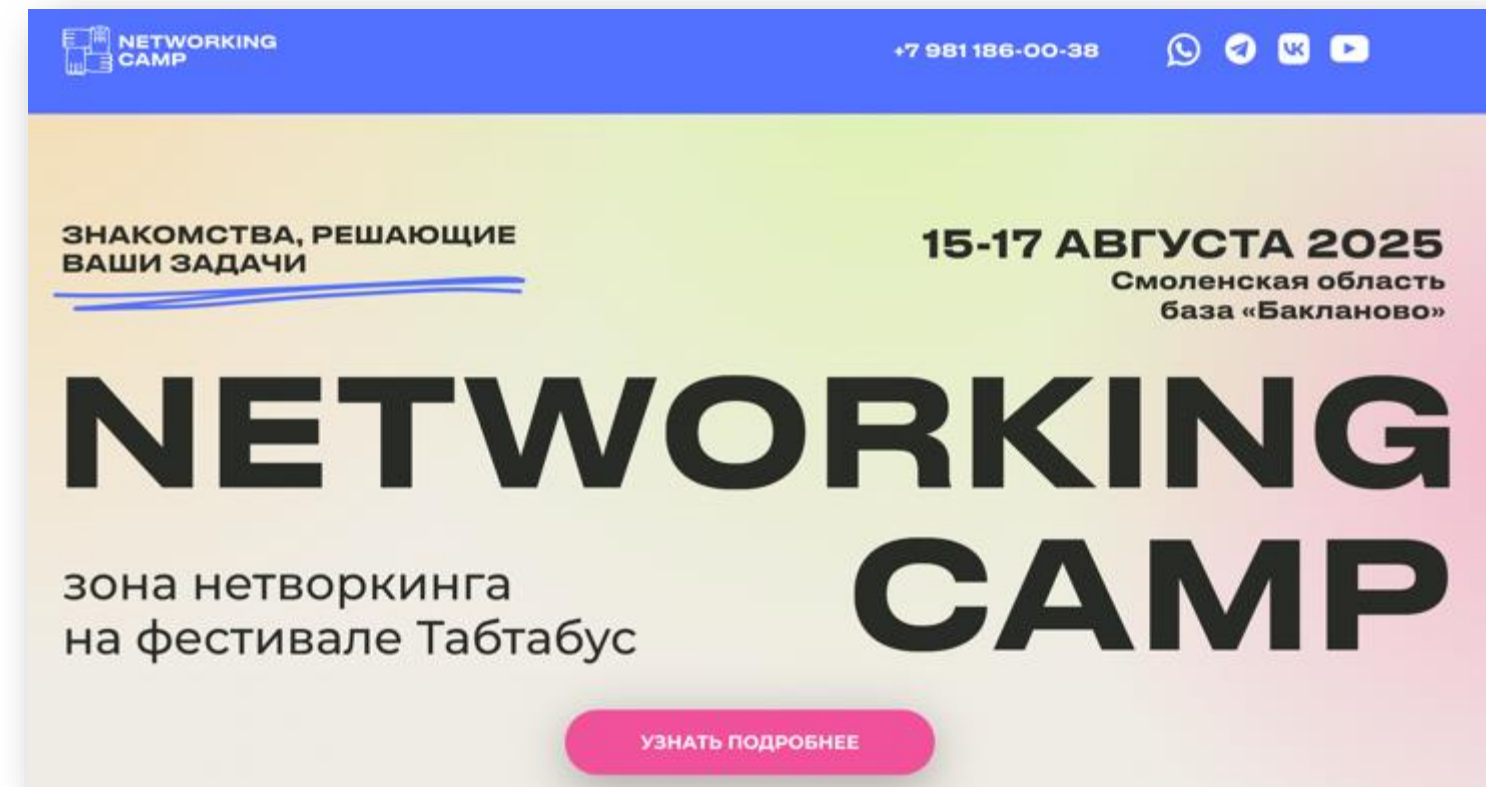 NETWORKING
CAMP
+7 981 186-00-38
ЗНАКОМСТВА, РЕШАЮЩИЕ
ВАШИ ЗАДАЧИ
15-17 АВГУСТА 2025
Смоленская область
база «Бакланово»
NETWORKING
CAMP
зона нетворкинга
на фестивале Табтабус
УЗНАТЬ ПОДРОБНЕЕ